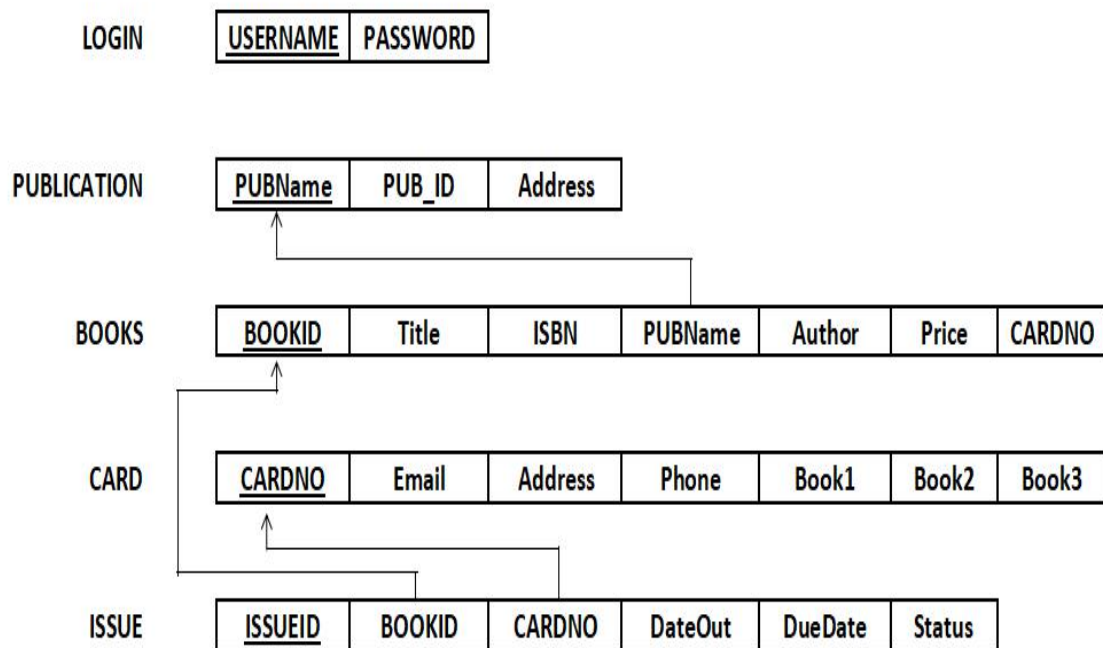 LOGIN USERNAME PASSWORD
PUBLICATION PUBName PUB_ID Address
BOOKS BOOKID Title ISBN PUBName Author Price CARDNO
CARD CARDNO Email Address Phone Book1 Book2 Book3
ISSUE ISSUEID BOOKID CARDNO DateOut DueDate Status